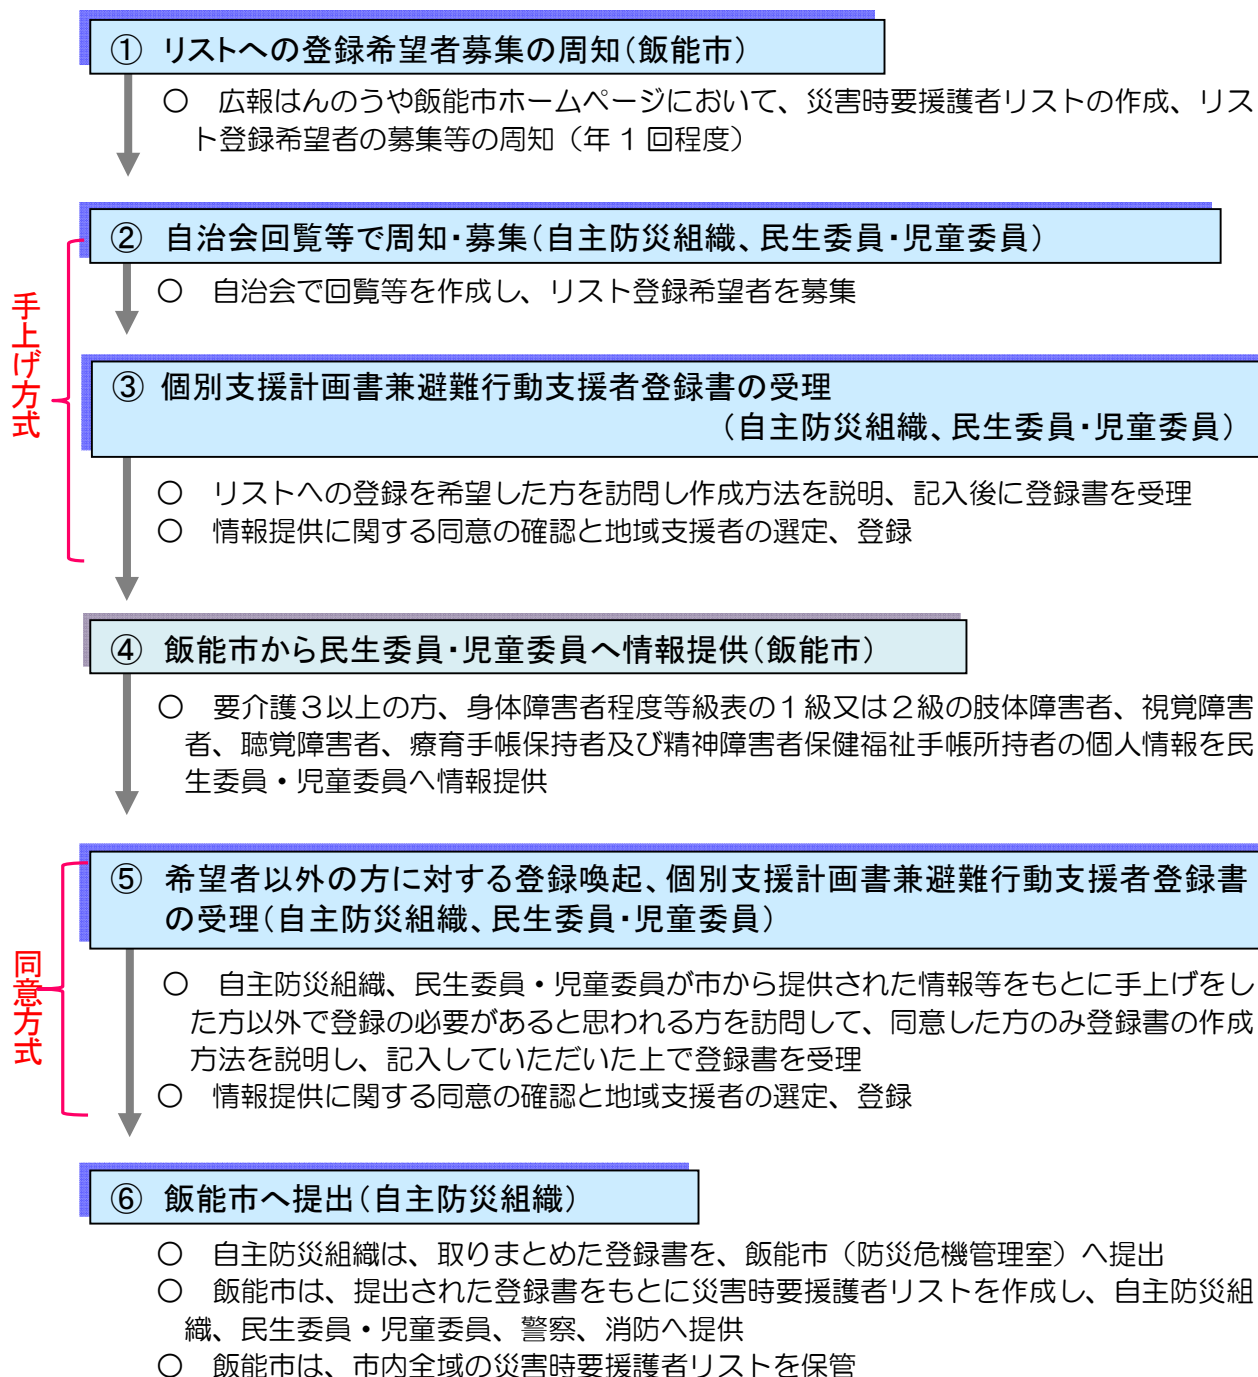 ① リストへの登録希望者募集の周知(飯能市)
○ 広報はんのうや飯能市ホームページにおいて、災害時要援護者リストの作成、リス
ト登録希望者の募集等の周知（年１回程度）
② 自治会回覧等で周知・募集(自主防災組織、民生委員・児童委員)
○ 自治会で回覧等を作成し、リスト登録希望者を募集
手上げ方式
③ 個別支援計画書兼避難行動支援者登録書の受理
(自主防災組織、民生委員・児童委員)
○ リストへの登録を希望した方を訪問し作成方法を説明、記入後に登録書を受理
○ 情報提供に関する同意の確認と地域支援者の選定、登録
④ 飯能市から民生委員・児童委員へ情報提供(飯能市)
○ 要介護３以上の方、身体障害者程度等級表の１級又は２級の肢体障害者、視覚障害
者、聴覚障害者、療育手帳保持者及び精神障害者保健福祉手帳所持者の個人情報を民
生委員・児童委員へ情報提供
⑤ 希望者以外の方に対する登録喚起、個別支援計画書兼避難行動支援者登録書
の受理(自主防災組織、民生委員・児童委員)
同意方式
○ 自主防災組織、民生委員・児童委員が市から提供された情報等をもとに手上げをし
た方以外で登録の必要があると思われる方を訪問して、同意した方のみ登録書の作成
方法を説明し、記入していただいた上で登録書を受理
○ 情報提供に関する同意の確認と地域支援者の選定、登録
⑥ 飯能市へ提出(自主防災組織)
○ 自主防災組織は、取りまとめた登録書を、飯能市（防災危機管理室）へ提出
○ 飯能市は、提出された登録書をもとに災害時要援護者リストを作成し、自主防災組
織、民生委員・児童委員、警察、消防へ提供
○ 飯能市は、市内全域の災害時要援護者リストを保管